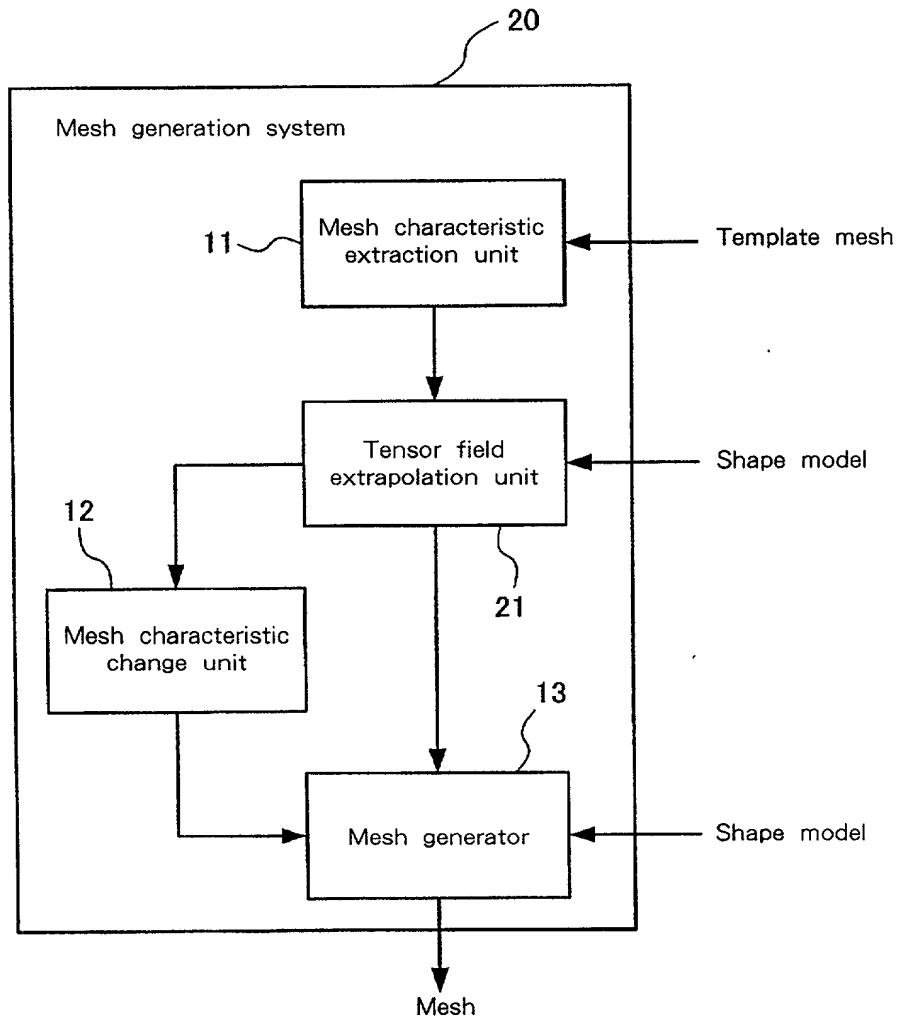 20
Mesh generation system
11
Mesh characteristic
extraction unit
Template mesh
Tensor field
extrapolation unit
Shape model
12
21
Mesh characteristic
change unit
13
Mesh generator
Shape model
Mesh